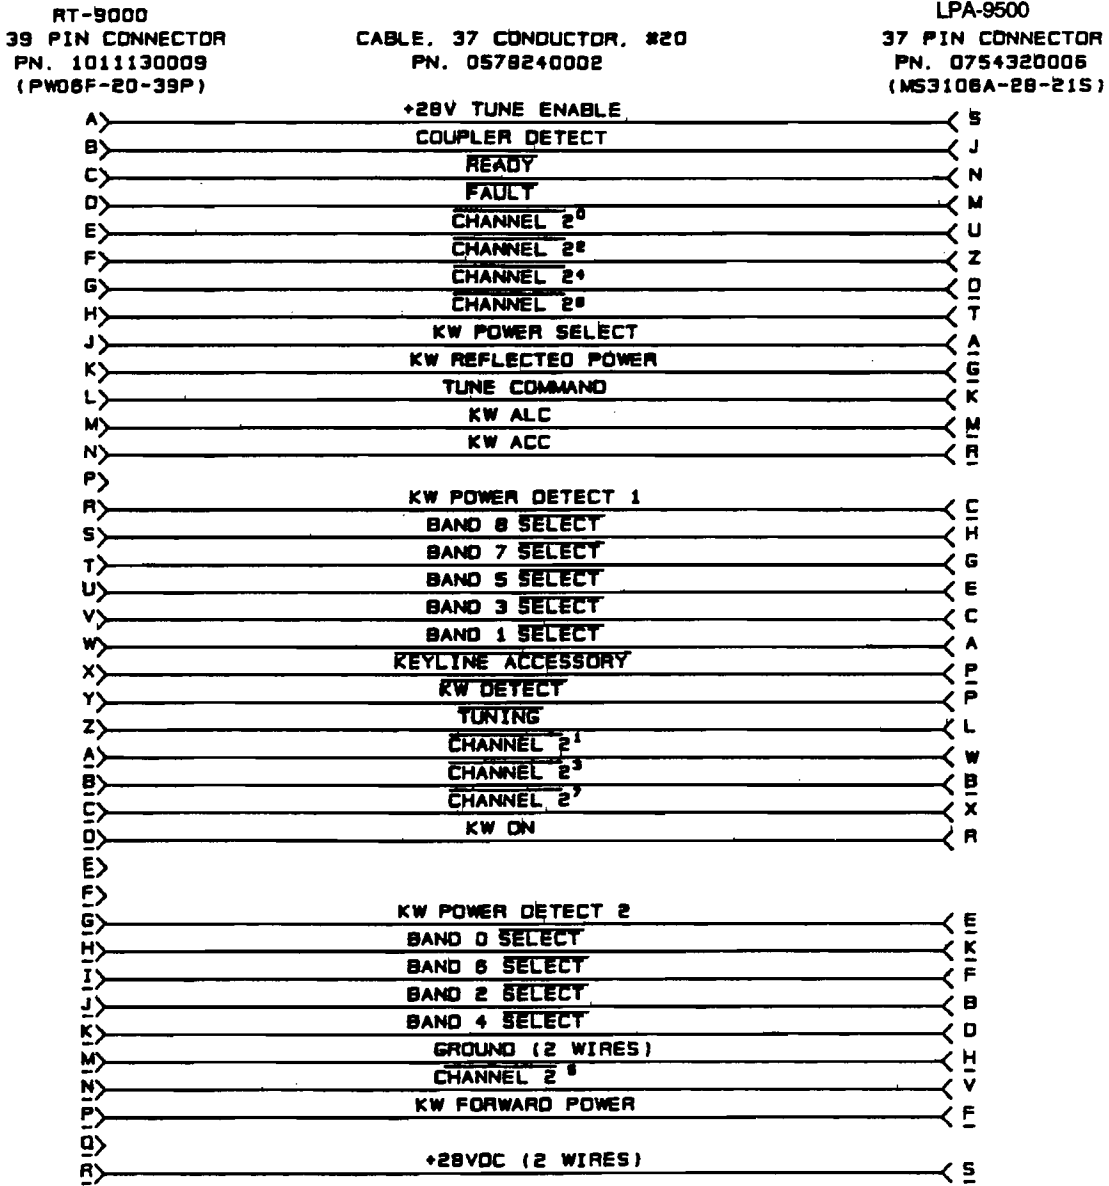 RT-9000 LPA-9500
39 PIN CONNECTOR CABLE, 37 CONDUCTOR, #20 37 PIN CONNECTOR
PN. 1011130009 PN. 0578240002 PN. 0754320006
(PW06F-20-39P) (MS3106A-28-21S)
A +28V TUNE ENABLE S
B COUPLER DETECT J
C READY N
D FAULT M
E CHANNEL 2⁰ U
F CHANNEL 2² Z
G CHANNEL 2⁴ D
H CHANNEL 2⁶ T
J KW POWER SELECT A
K KW REFLECTED POWER G
L TUNE COMMAND K
M KW ALC M
N KW ACC R
P
R KW POWER DETECT 1 C
S BAND 8 SELECT H
T BAND 7 SELECT G
U BAND 5 SELECT E
V BAND 3 SELECT C
W BAND 1 SELECT A
X KEYLINE ACCESSORY P
Y KW DETECT P
Z TUNING L
A CHANNEL 2¹ W
B CHANNEL 2³ B
C CHANNEL 2⁷ X
D KW ON R
E
F
G KW POWER DETECT 2 E
H BAND 0 SELECT K
I BAND 6 SELECT F
J BAND 2 SELECT B
K BAND 4 SELECT D
M GROUND (2 WIRES) H
N CHANNEL 2⁵ V
P KW FORWARD POWER F
Q
R +28VDC (2 WIRES) S